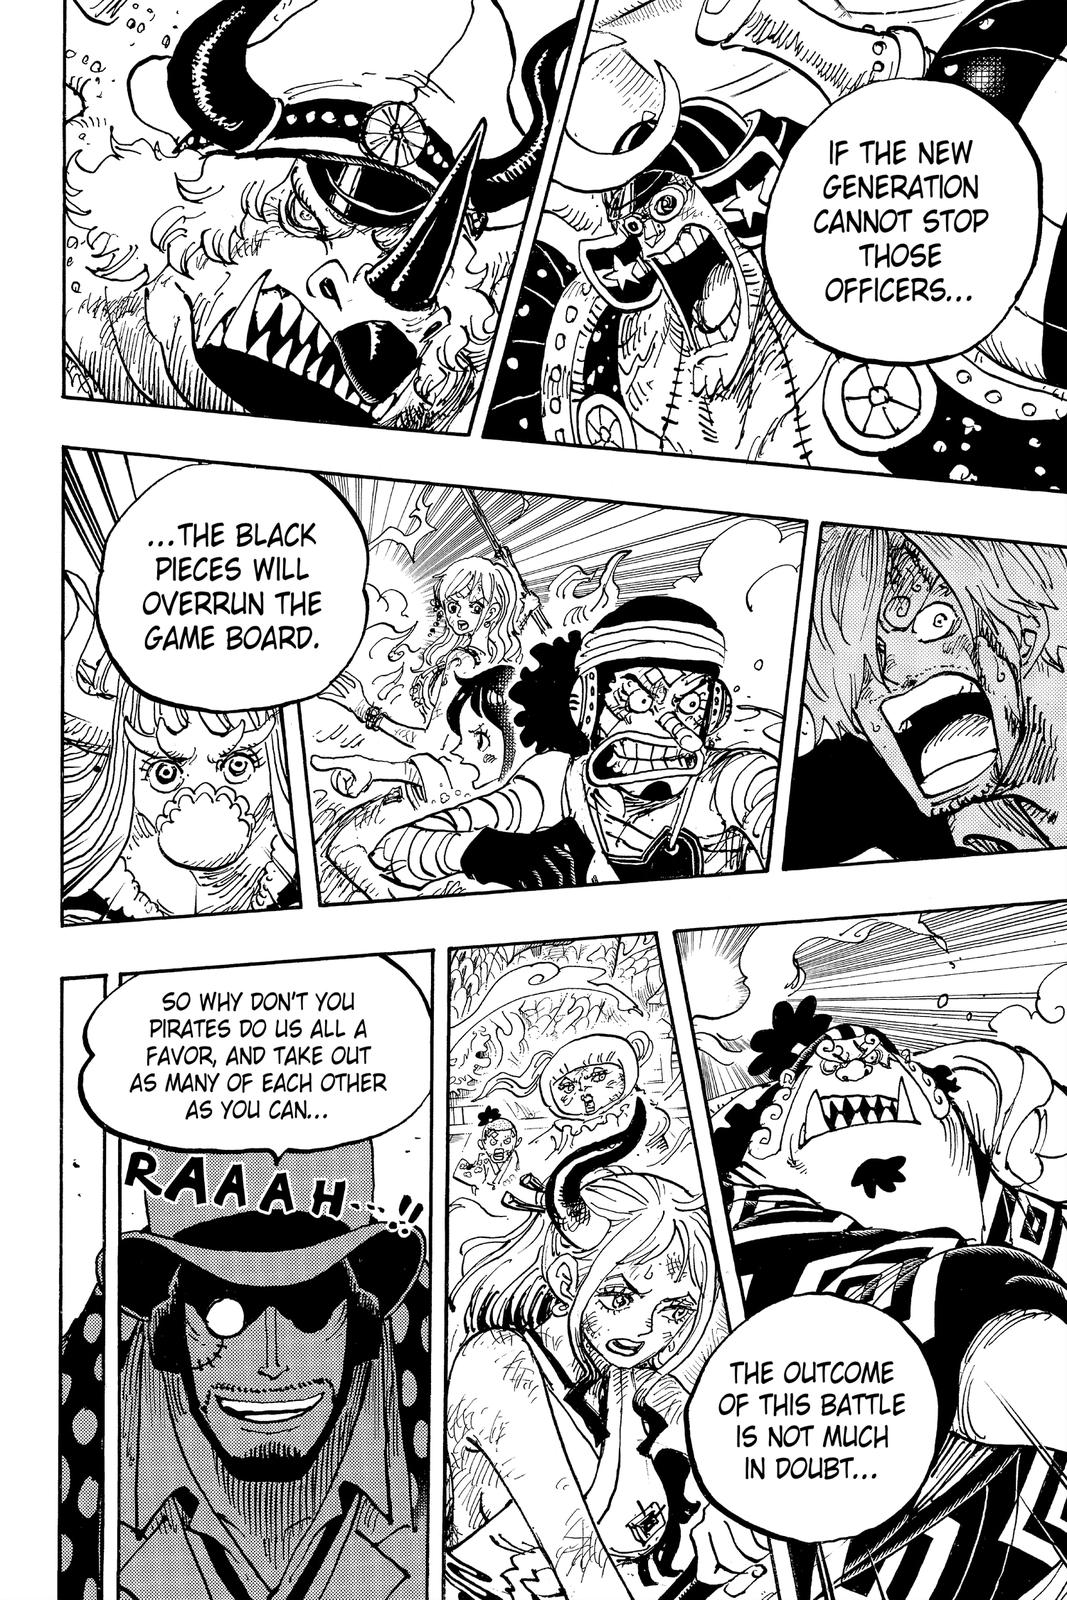 IF THE NEW
GENERATION
CANNOT STOP
THOSE
OFFICERS...
...THE BLACK
PIECES WILL
OVERRUN THE
GAME BOARD.
THE OUTCOME
OF THIS BATTLE
IS NOT MUCH
IN DOUBT...
SO WHY DON'T YOU
PIRATES DO US ALL A
FAVOR, AND TAKE OUT
AS MANY OF EACH OTHER
AS YOU CAN...
RAAAH...!!